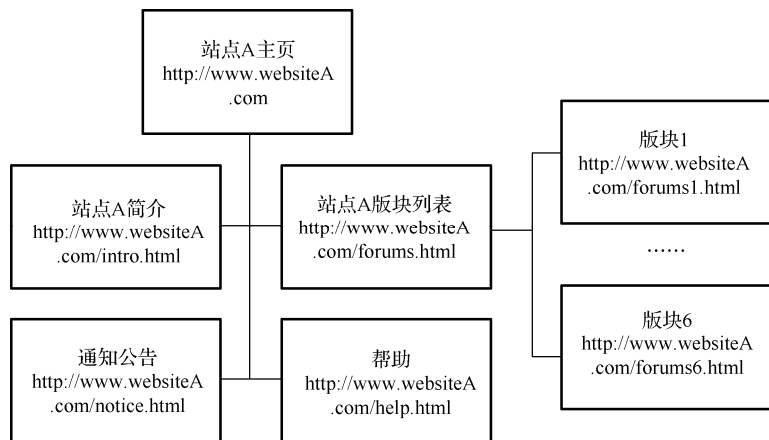 站点A主页
http://www.websiteA
.com
站点A简介
http://www.websiteA
.com/intro.html
站点A版块列表
http://www.websiteA
.com/forums.html
版块1
http://www.websiteA
.com/forums1.html
……
版块6
http://www.websiteA
.com/forums6.html
通知公告
http://www.websiteA
.com/notice.html
帮助
http://www.websiteA
.com/help.html